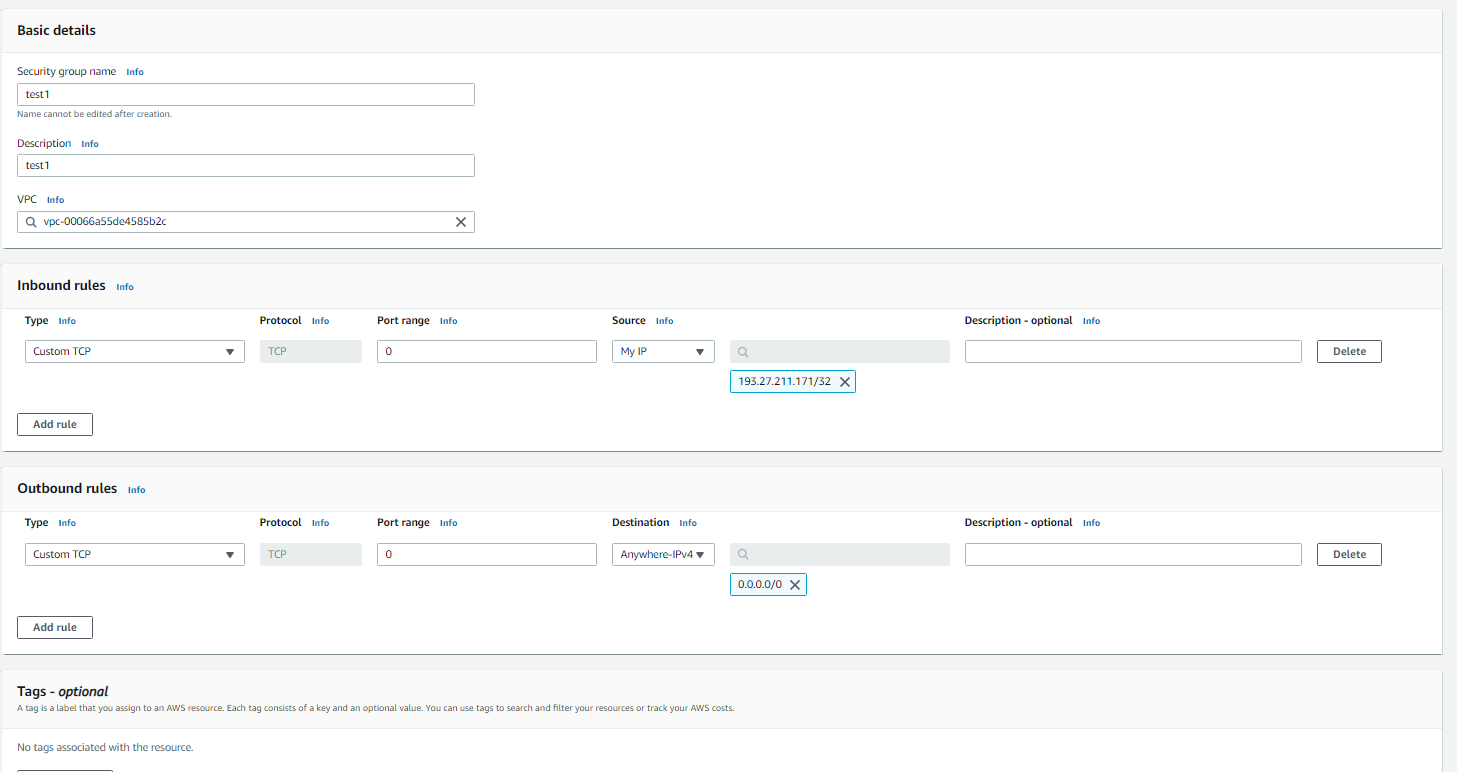 Basic details
Security group name Info
test1
Name cannot be edited after creation.
Description Info
test1
VPC Info
vpc-00066a55de4585b2c
Inbound rules Info
Type Info Protocol Info Port range Info Source Info Description - optional Info
Custom TCP TCP 0 My IP Delete
193.27.211.171/32
Add rule
Outbound rules Info
Type Info Protocol Info Port range Info Destination Info Description - optional Info
Custom TCP TCP 0 Anywhere-IPv4 Delete
0.0.0.0/0
Add rule
Tags - optional
A tag is a label that you assign to an AWS resource. Each tag consists of a key and an optional value. You can use tags to search and filter your resources or track your AWS costs.
No tags associated with the resource.